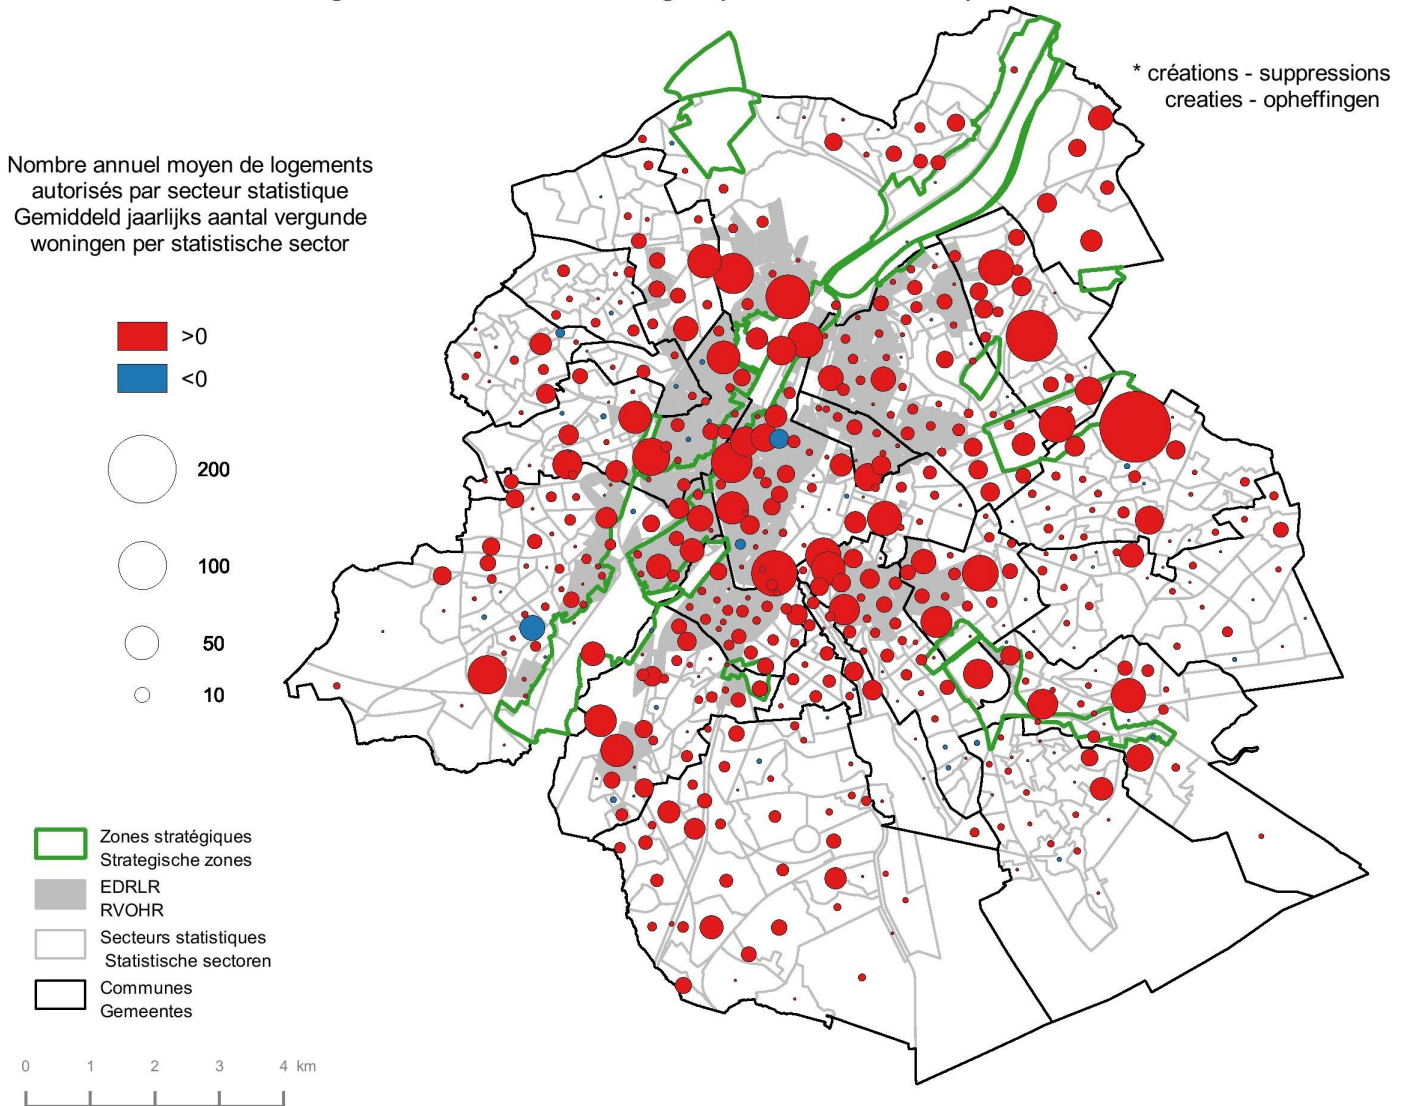 * créations - suppressions
creaties - opheffingen
Nombre annuel moyen de logements
autorisés par secteur statistique
Gemiddeld jaarlijks aantal vergunde
woningen per statistische sector
>0
<0
200
100
50
10
Zones stratégiques
Strategische zones
EDRLR
RVOHR
Secteurs statistiques
Statistische sectoren
Communes
Gemeentes
0 1 2 3 4 km